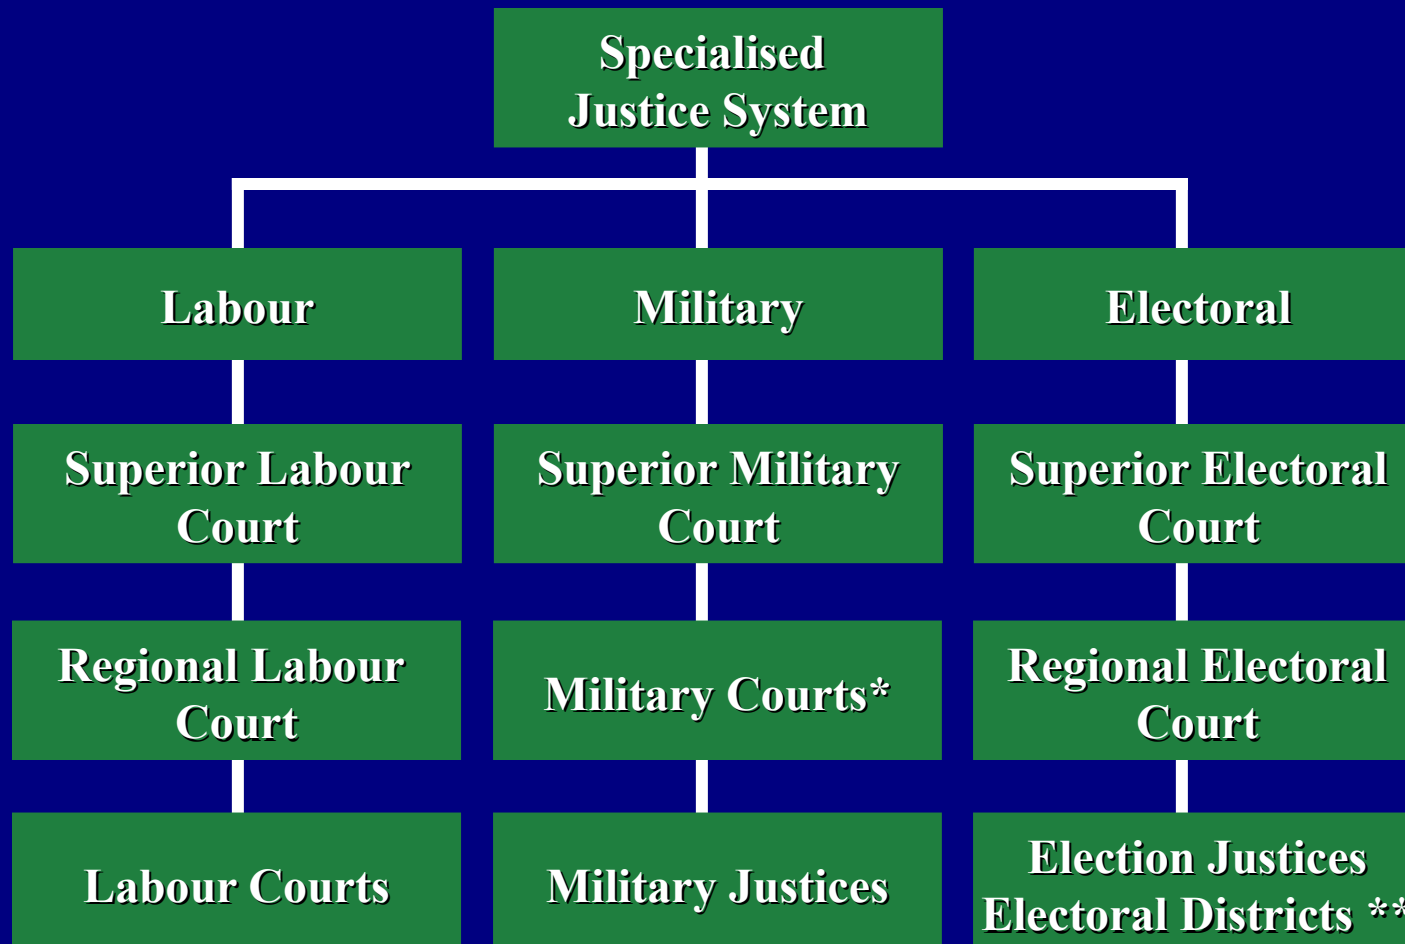 Specialised
Justice System
Labour
Military
Electoral
Superior Labour
Court
Superior Military
Court
Superior Electoral
Court
Regional Labour
Court
Military Courts*
Regional Electoral
Court
Labour Courts
Military Justices
Election Justices
Electoral Districts **